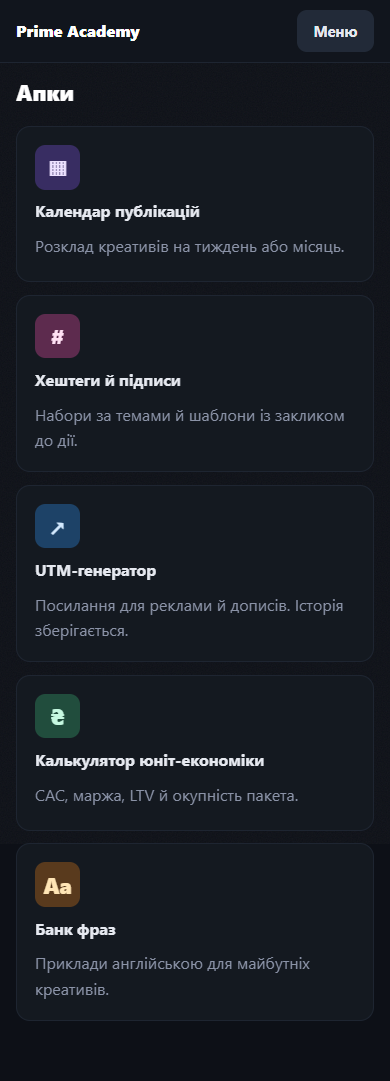 Prime Academy
Меню
Апки
Календар публікацій
Розклад креативів на тиждень або місяць.
#
Хештеги й підписи
Набори за темами й шаблони із закликом
до дії.
↗
UTM-генератор
Посилання для реклами й дописів. Історія
зберігається.
₴
Калькулятор юніт-економіки
CAC, маржа, LTV й окупність пакета.
Aa
Банк фраз
Приклади англійською для майбутніх
креативів.